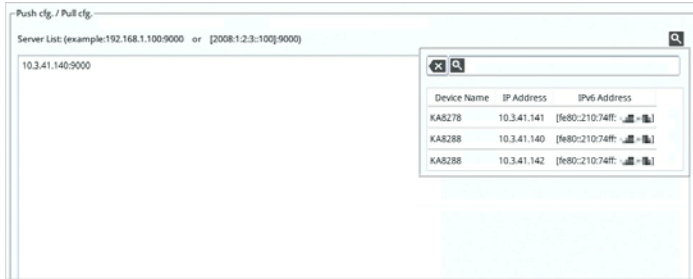 Push cfg. / Pull cfg.
Server List: (example:192.168.1.100:9000 or [2008:1:2:3::100]:9000)
10.3.41.140:9000
Device Name IP Address IPv6 Address
KA8278 10.3.41.141 [fe80::210:74ff:
KA8288 10.3.41.140 [fe80::210:74ff:
KA8288 10.3.41.142 [fe80::210:74ff: